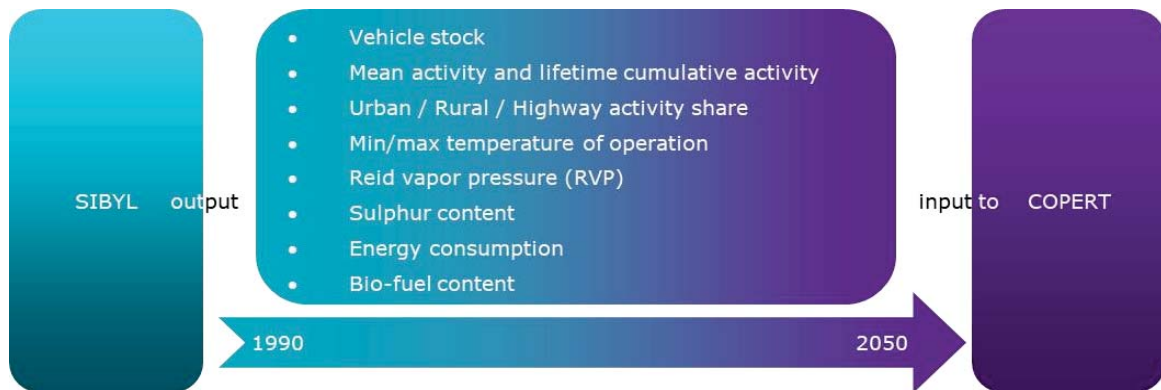 SIBYL output
• Vehicle stock
• Mean activity and lifetime cumulative activity
• Urban / Rural / Highway activity share
• Min/max temperature of operation
• Reid vapor pressure (RVP)
• Sulphur content
• Energy consumption
• Bio-fuel content
input to COPERT
1990 2050